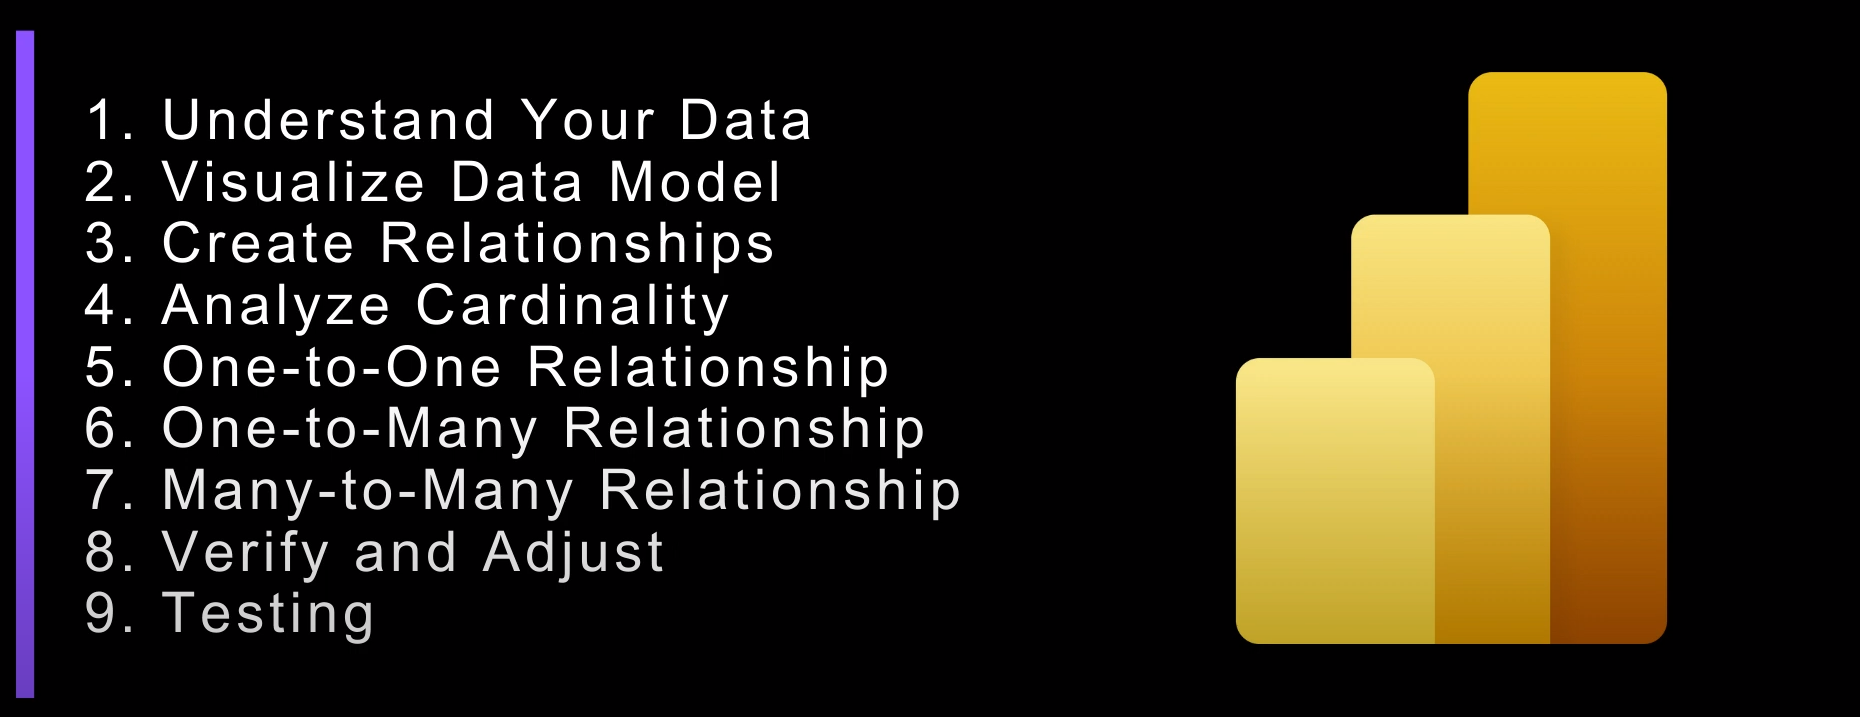 1. Understand Your Data
2. Visualize Data Model
3. Create Relationships
4. Analyze Cardinality
5. One-to-One Relationship
6. One-to-Many Relationship
7. Many-to-Many Relationship
8. Verify and Adjust
9. Testing